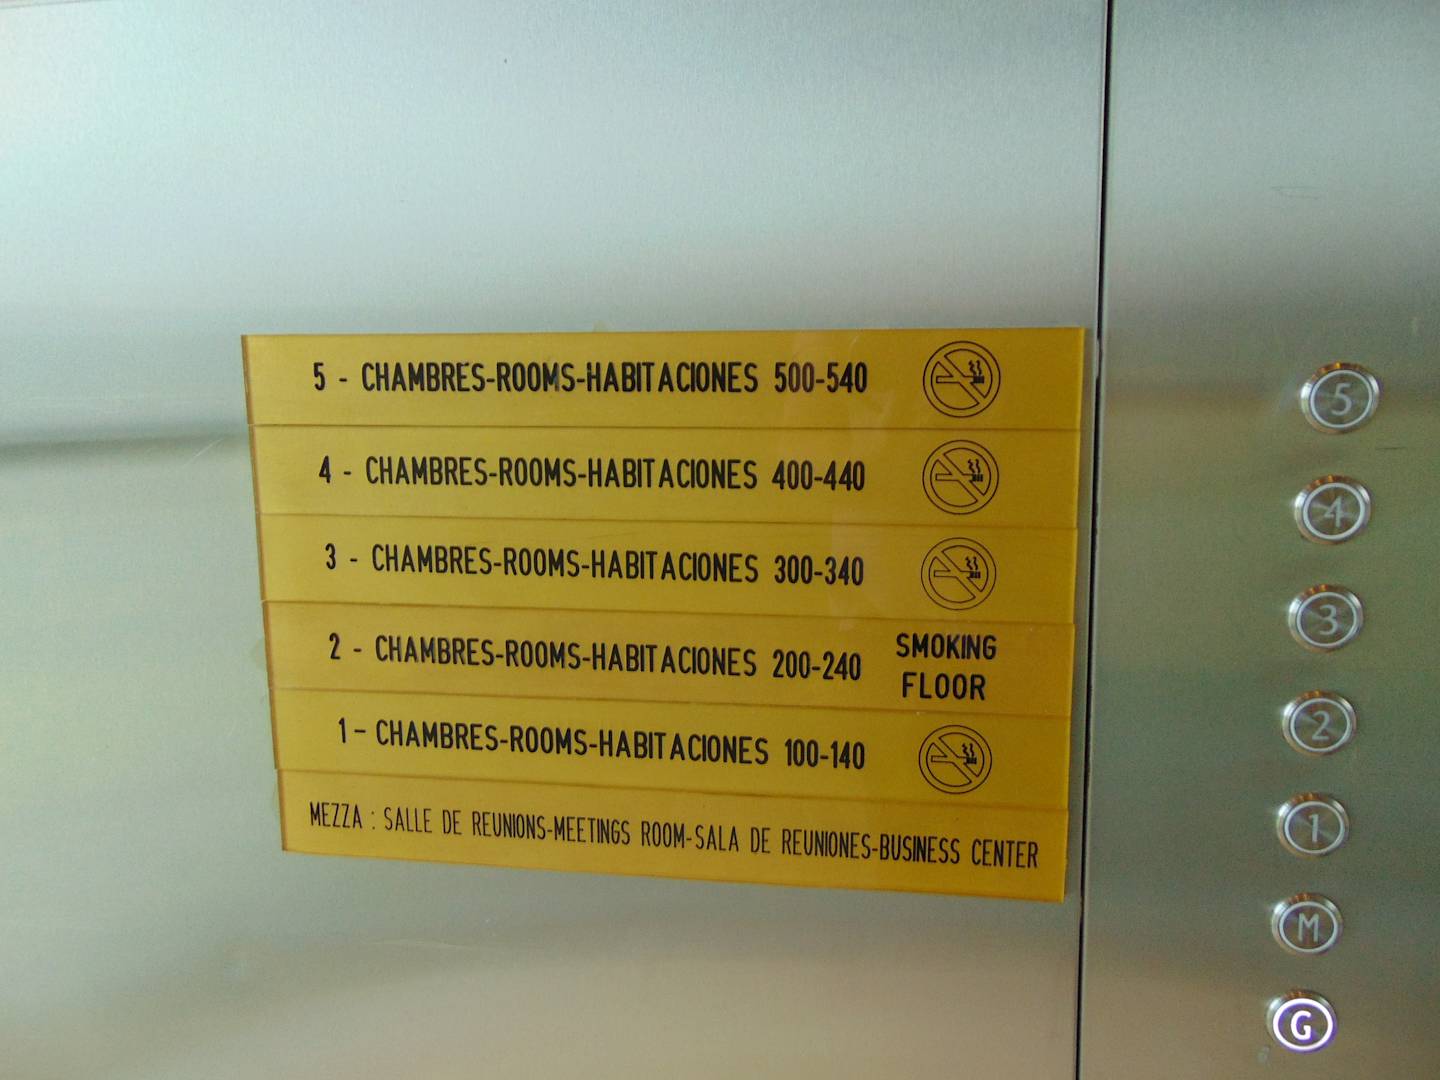 5 - CHAMBRES-ROOMS-HABITACIONES 500-540
4 - CHAMBRES-ROOMS-HABITACIONES 400-440
3 - CHAMBRES-ROOMS-HABITACIONES 300-340
2 - CHAMBRES-ROOMS-HABITACIONES 200-240 SMOKING
FLOOR
1 - CHAMBRES-ROOMS-HABITACIONES 100-140
MEZZA : SALLE DE REUNIONS-MEETINGS ROOM-SALA DE REUNIONES-BUSINESS CENTER
5
4
3
2
1
M
G